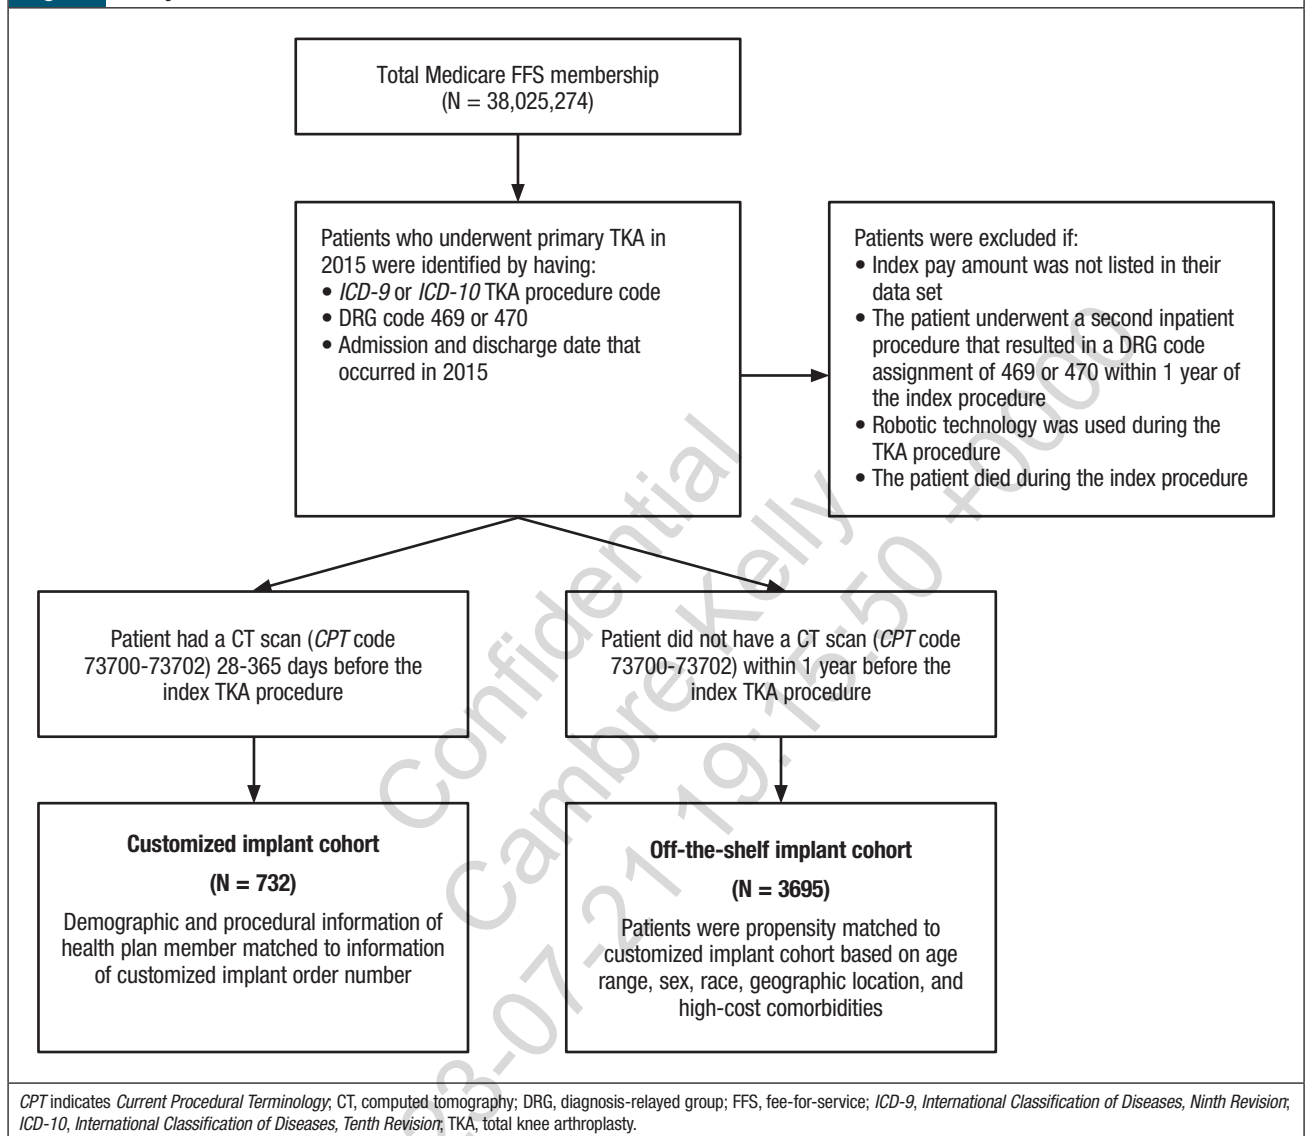 Total Medicare FFS membership
(N = 38,025,274)
Patients who underwent primary TKA in
2015 were identified by having:
• ICD-9 or ICD-10 TKA procedure code
• DRG code 469 or 470
• Admission and discharge date that
occurred in 2015
Patients were excluded if:
• Index pay amount was not listed in their
data set
• The patient underwent a second inpatient
procedure that resulted in a DRG code
assignment of 469 or 470 within 1 year of
the index procedure
• Robotic technology was used during the
TKA procedure
• The patient died during the index procedure
Patient had a CT scan (CPT code
73700-73702) 28-365 days before the
index TKA procedure
Patient did not have a CT scan (CPT code
73700-73702) within 1 year before the
index TKA procedure
Customized implant cohort
(N = 732)
Demographic and procedural information of
health plan member matched to information
of customized implant order number
Off-the-shelf implant cohort
(N = 3695)
Patients were propensity matched to
customized implant cohort based on age
range, sex, race, geographic location, and
high-cost comorbidities
CPT indicates Current Procedural Terminology; CT, computed tomography; DRG, diagnosis-relayed group; FFS, fee-for-service; ICD-9, International Classification of Diseases, Ninth Revision;
ICD-10, International Classification of Diseases, Tenth Revision; TKA, total knee arthroplasty.
Confidential
Cambre Kelly
23-07-21 19:15:50 +0000